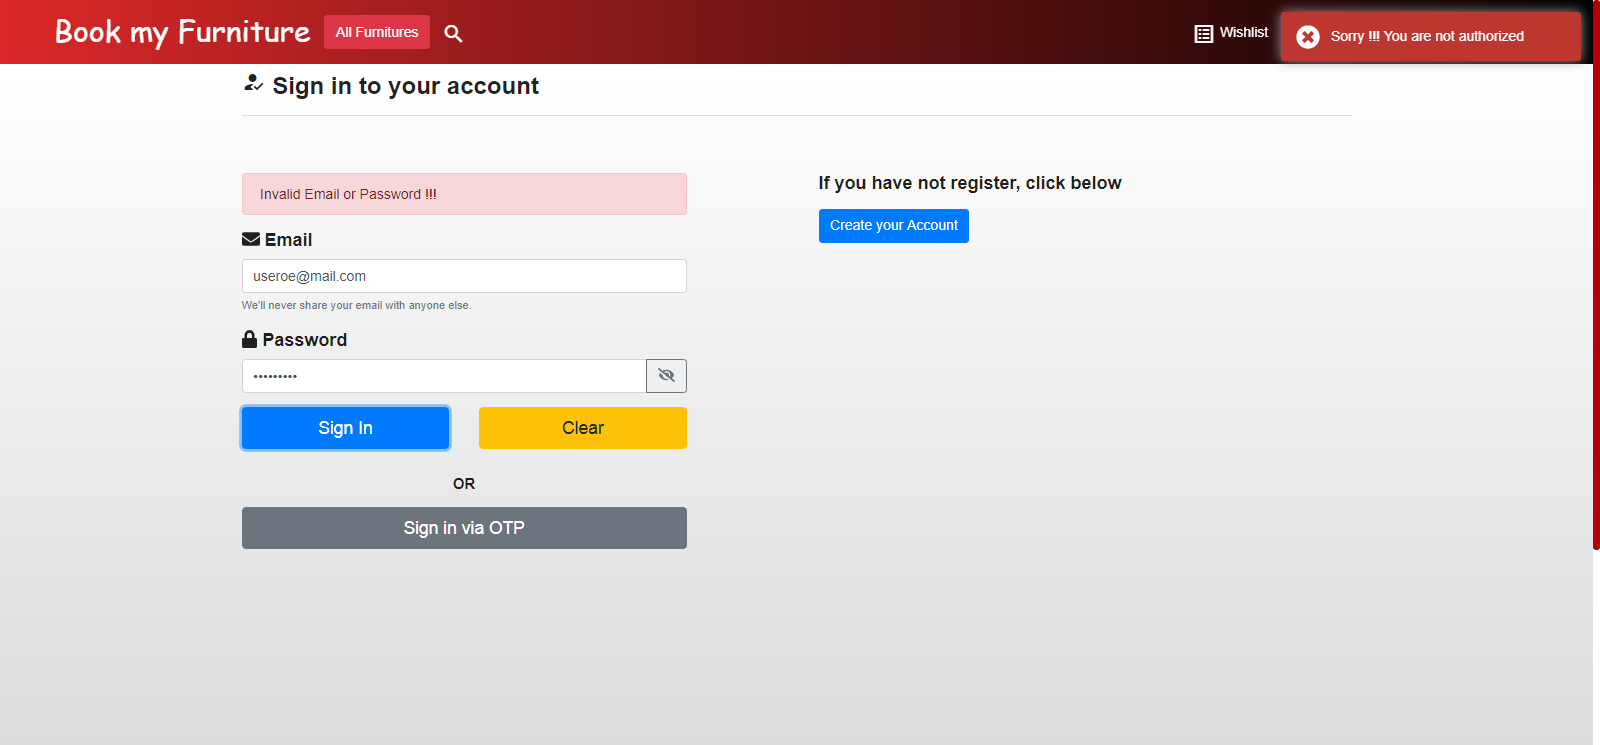 Book my Furniture
All Furnitures
Wishlist
Sorry !!! You are not authorized
Sign in to your account
Invalid Email or Password !!!
Email
useroe@mail.com
We'll never share your email with anyone else.
Password
•••••••••
Sign In
Clear
OR
Sign in via OTP
If you have not register, click below
Create your Account